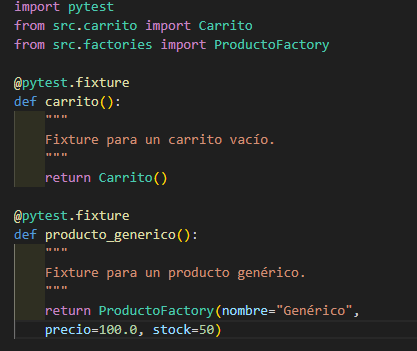 import pytest
from src.carrito import Carrito
from src.factories import ProductoFactory

@pytest.fixture
def carrito():
    """
    Fixture para un carrito vacío.
    """
    return Carrito()

@pytest.fixture
def producto_generico():
    """
    Fixture para un producto genérico.
    """
    return ProductoFactory(nombre="Genérico",
    precio=100.0, stock=50)